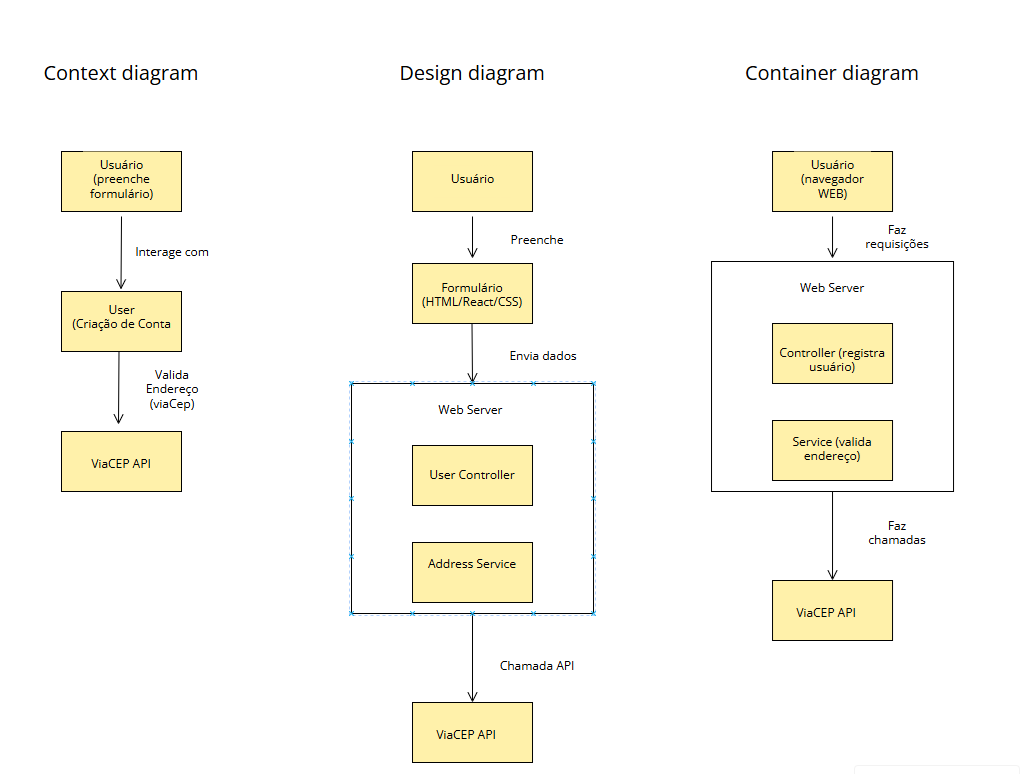 Context diagram
Usuário
(preenche
formulário)
Interage com
User
(Criação de Conta
Valida
Endereço
(viaCep)
ViaCEP API
Design diagram
Usuário
Preenche
Formulário
(HTML/React/CSS)
Envia dados
Web Server
User Controller
Address Service
Chamada API
ViaCEP API
Container diagram
Usuário
(navegador
WEB)
Faz
requisições
Web Server
Controller (registra
usuário)
Service (valida
endereço)
Faz
chamadas
ViaCEP API